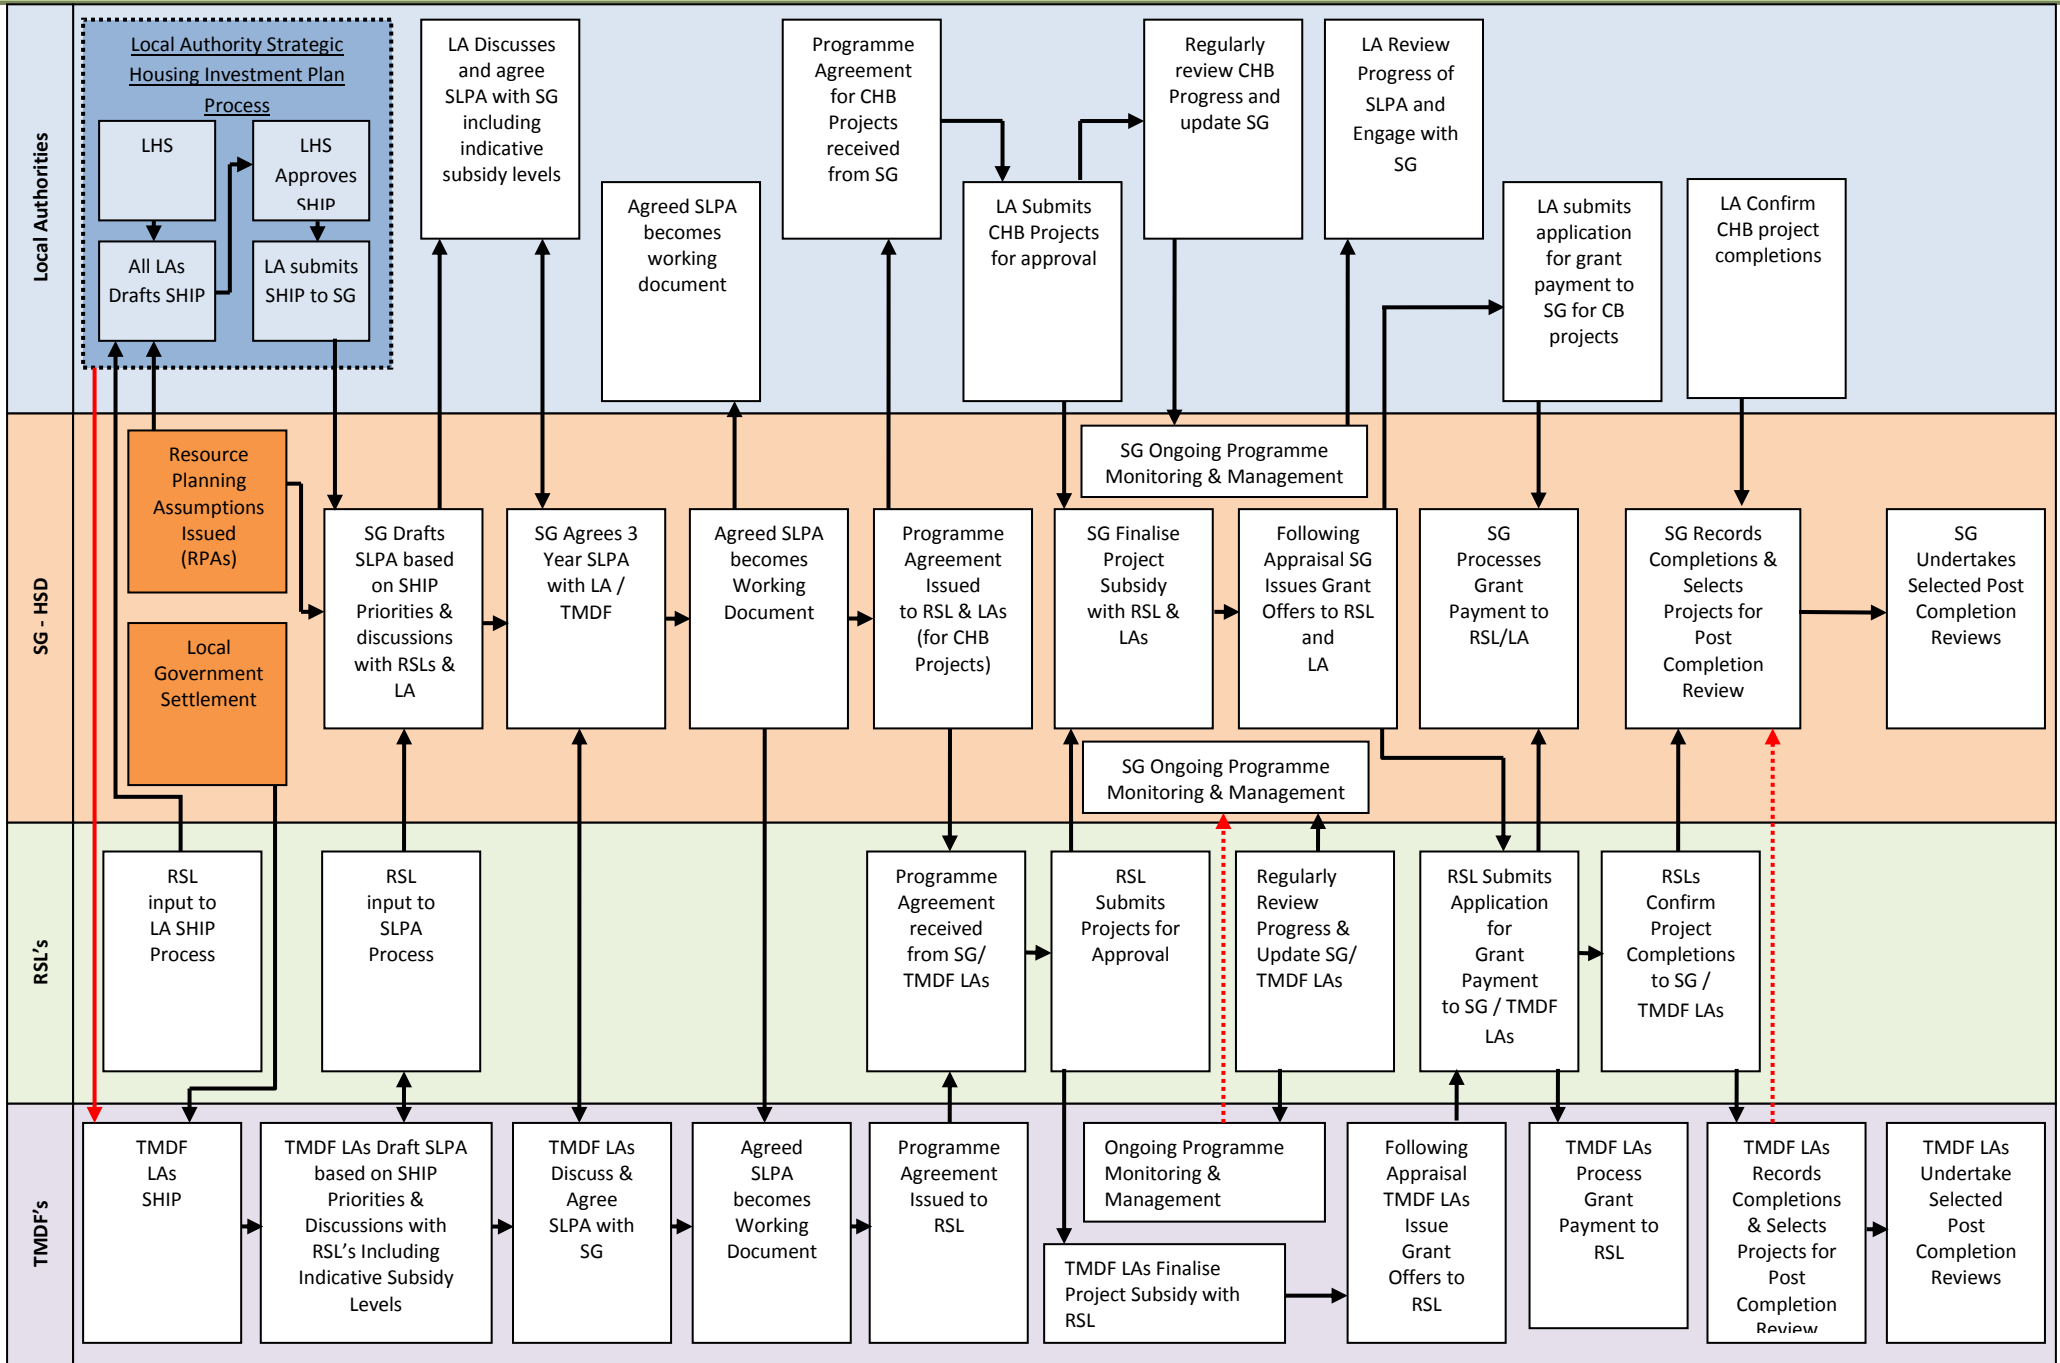 Local Authorities
Local Authority Strategic
Housing Investment Plan
Process
LHS
LHS
Approves
SHIP
All LAs
Drafts SHIP
LA submits
SHIP to SG
LA Discusses
and agree
SLPA with SG
including
indicative
subsidy levels
Agreed SLPA
becomes
working
document
Programme
Agreement
for CHB
Projects
received
from SG
LA Submits
CHB Projects
for approval
Regularly
review CHB
Progress and
update SG
LA Review
Progress of
SLPA and
Engage with
SG
LA submits
application
for grant
payment to
SG for CB
projects
LA Confirm
CHB project
completions
SG - HSD
Resource
Planning
Assumptions
Issued
(RPAs)
Local
Government
Settlement
SG Drafts
SLPA based
on SHIP
Priorities &
discussions
with RSLs &
LA
SG Agrees 3
Year SLPA
with LA /
TMDF
Agreed SLPA
becomes
Working
Document
Programme
Agreement
Issued
to RSL & LAs
(for CHB
Projects)
SG Ongoing Programme
Monitoring & Management
SG Finalise
Project
Subsidy
with RSL &
LAs
Following
Appraisal SG
Issues Grant
Offers to RSL
and
LA
SG Ongoing Programme
Monitoring & Management
SG
Processes
Grant
Payment to
RSL/LA
SG Records
Completions &
Selects
Projects for
Post
Completion
Review
SG
Undertakes
Selected Post
Completion
Reviews
RSL's
RSL
input to
LA SHIP
Process
RSL
input to
SLPA
Process
Programme
Agreement
received
from SG/
TMDF LAs
RSL
Submits
Projects for
Approval
Regularly
Review
Progress &
Update SG/
TMDF LAs
RSL Submits
Application
for
Grant
Payment
to SG / TMDF
LAs
RSLs
Confirm
Project
Completions
to SG /
TMDF LAs
TMDF's
TMDF
LAs
SHIP
TMDF LAs Draft SLPA
based on SHIP
Priorities &
Discussions with
RSL's Including
Indicative Subsidy
Levels
TMDF LAs
Discuss &
Agree
SLPA with
SG
Agreed
SLPA
becomes
Working
Document
Programme
Agreement
Issued to
RSL
Ongoing Programme
Monitoring &
Management
TMDF LAs Finalise
Project Subsidy with
RSL
Following
Appraisal
TMDF LAs
Issue
Grant
Offers to
RSL
TMDF LAs
Process
Grant
Payment to
RSL
TMDF LAs
Records
Completions
& Selects
Projects for
Post
Completion
Review
TMDF LAs
Undertake
Selected
Post
Completion
Reviews